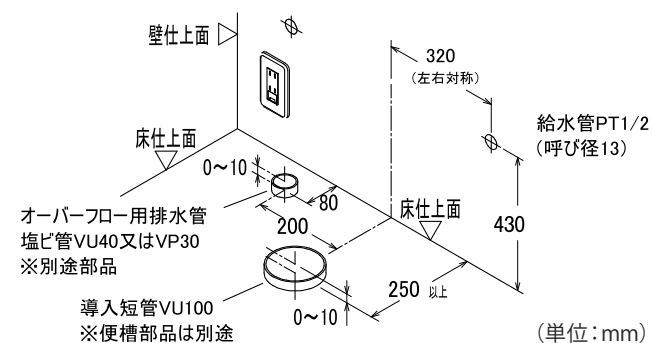 壁仕上面
320
(左右対称)
給水管PT1/2
(呼び径13)
床仕上面
0～10
80
床仕上面
200
430
オーバーフロー用排水管
塩ビ管VU40又はVP30
※別途部品
250 以上
導入短管VU100
※便槽部品は別途
0～10
(単位:mm)